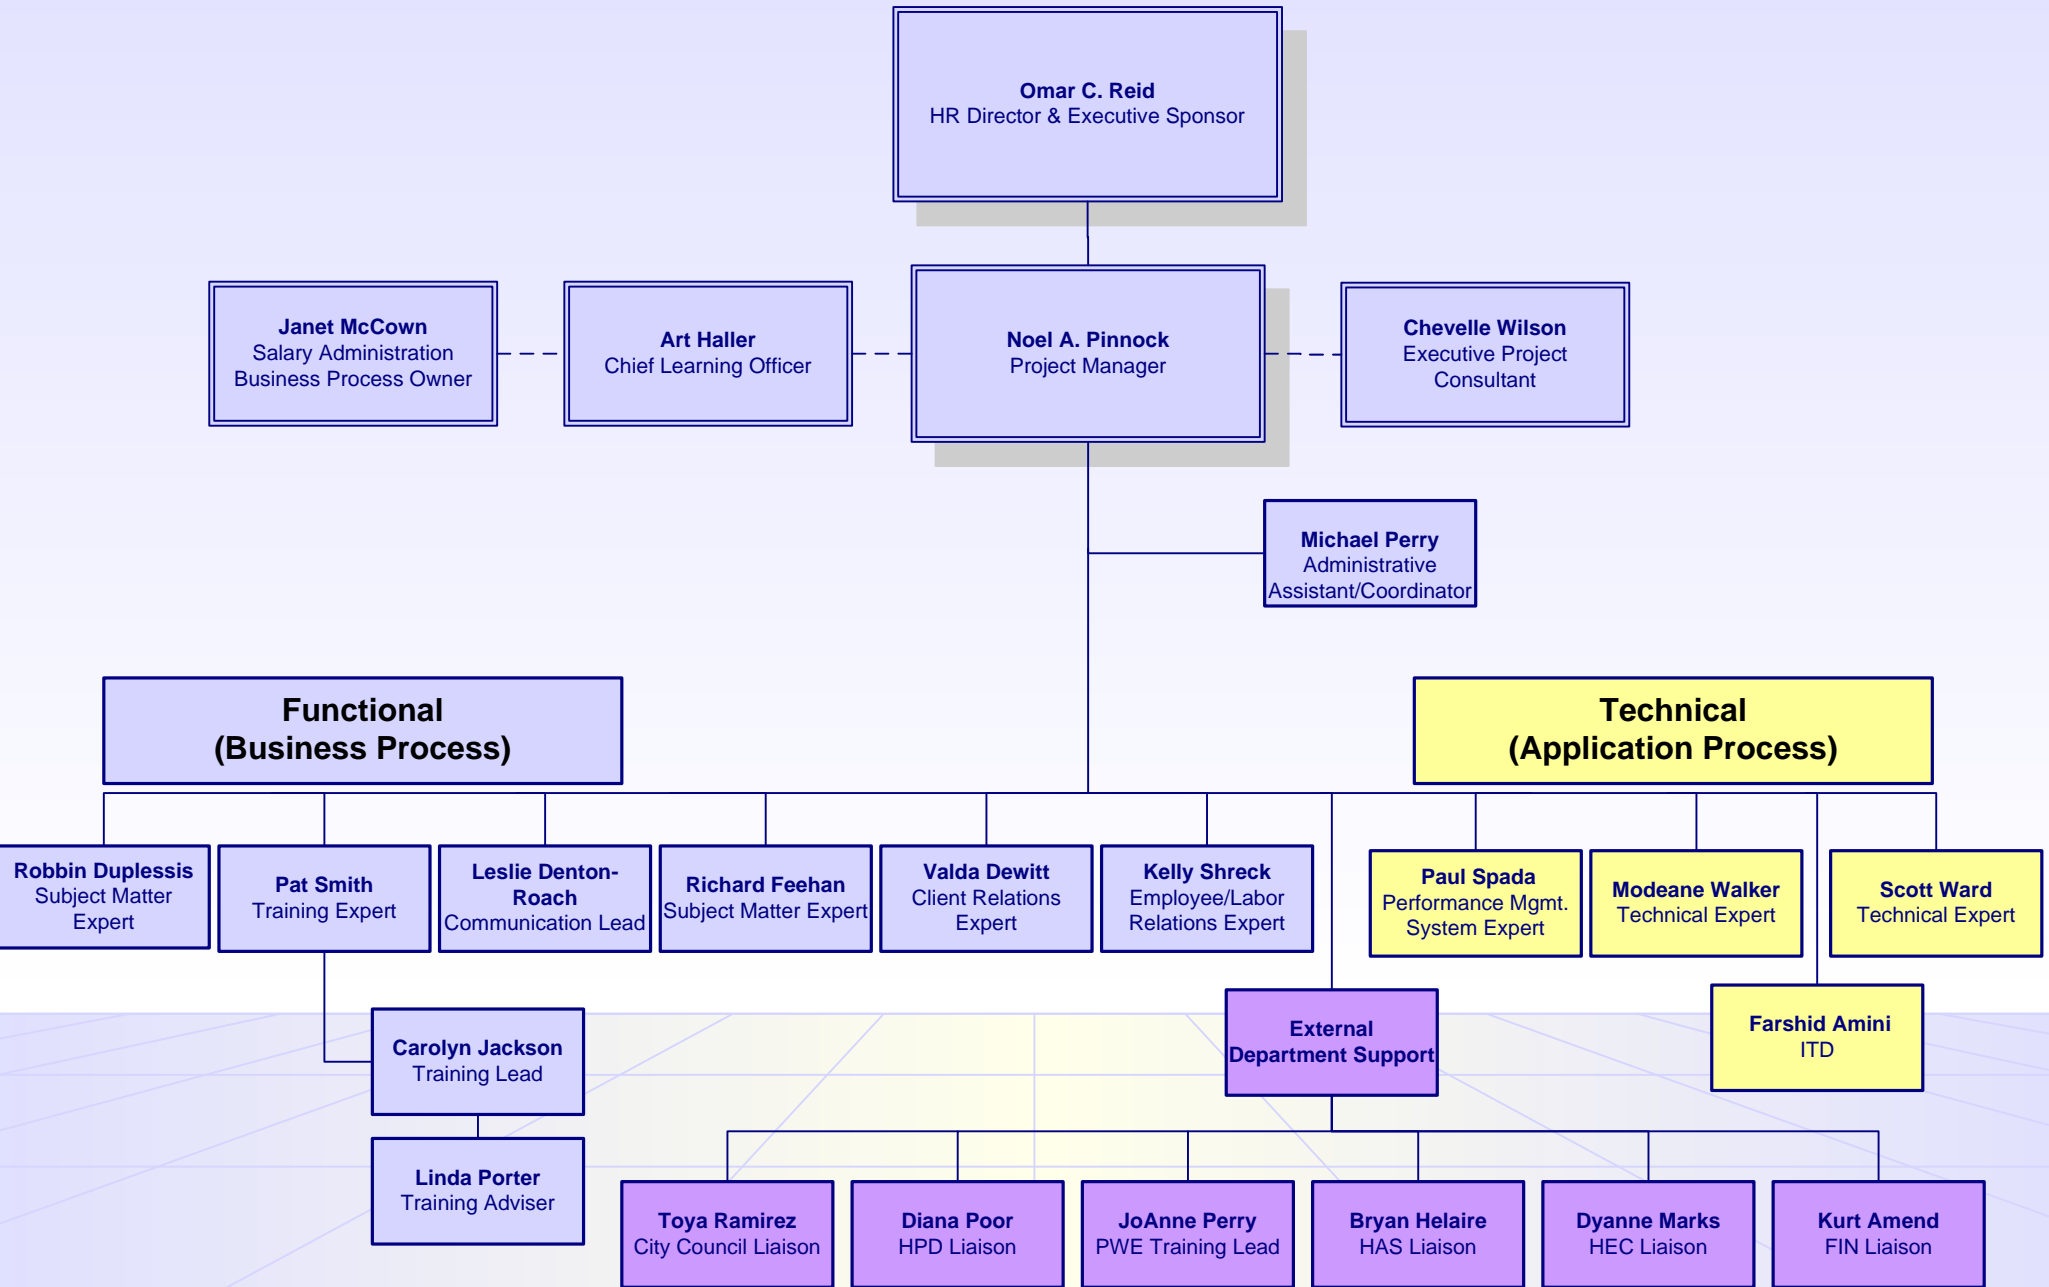 Omar C. Reid
HR Director & Executive Sponsor
Janet McCown
Salary Administration
Business Process Owner
Art Haller
Chief Learning Officer
Noel A. Pinnock
Project Manager
Chevelle Wilson
Executive Project
Consultant
Michael Perry
Administrative
Assistant/Coordinator
Functional
(Business Process)
Technical
(Application Process)
Robbin Duplessis
Subject Matter
Expert
Pat Smith
Training Expert
Leslie Denton-
Roach
Communication Lead
Richard Feehan
Subject Matter Expert
Valda Dewitt
Client Relations
Expert
Kelly Shreck
Employee/Labor
Relations Expert
Paul Spada
Performance Mgmt.
System Expert
Modeane Walker
Technical Expert
Scott Ward
Technical Expert
Carolyn Jackson
Training Lead
External
Department Support
Farshid Amini
ITD
Linda Porter
Training Adviser
Toya Ramirez
City Council Liaison
Diana Poor
HPD Liaison
JoAnne Perry
PWE Training Lead
Bryan Helaire
HAS Liaison
Dyanne Marks
HEC Liaison
Kurt Amend
FIN Liaison